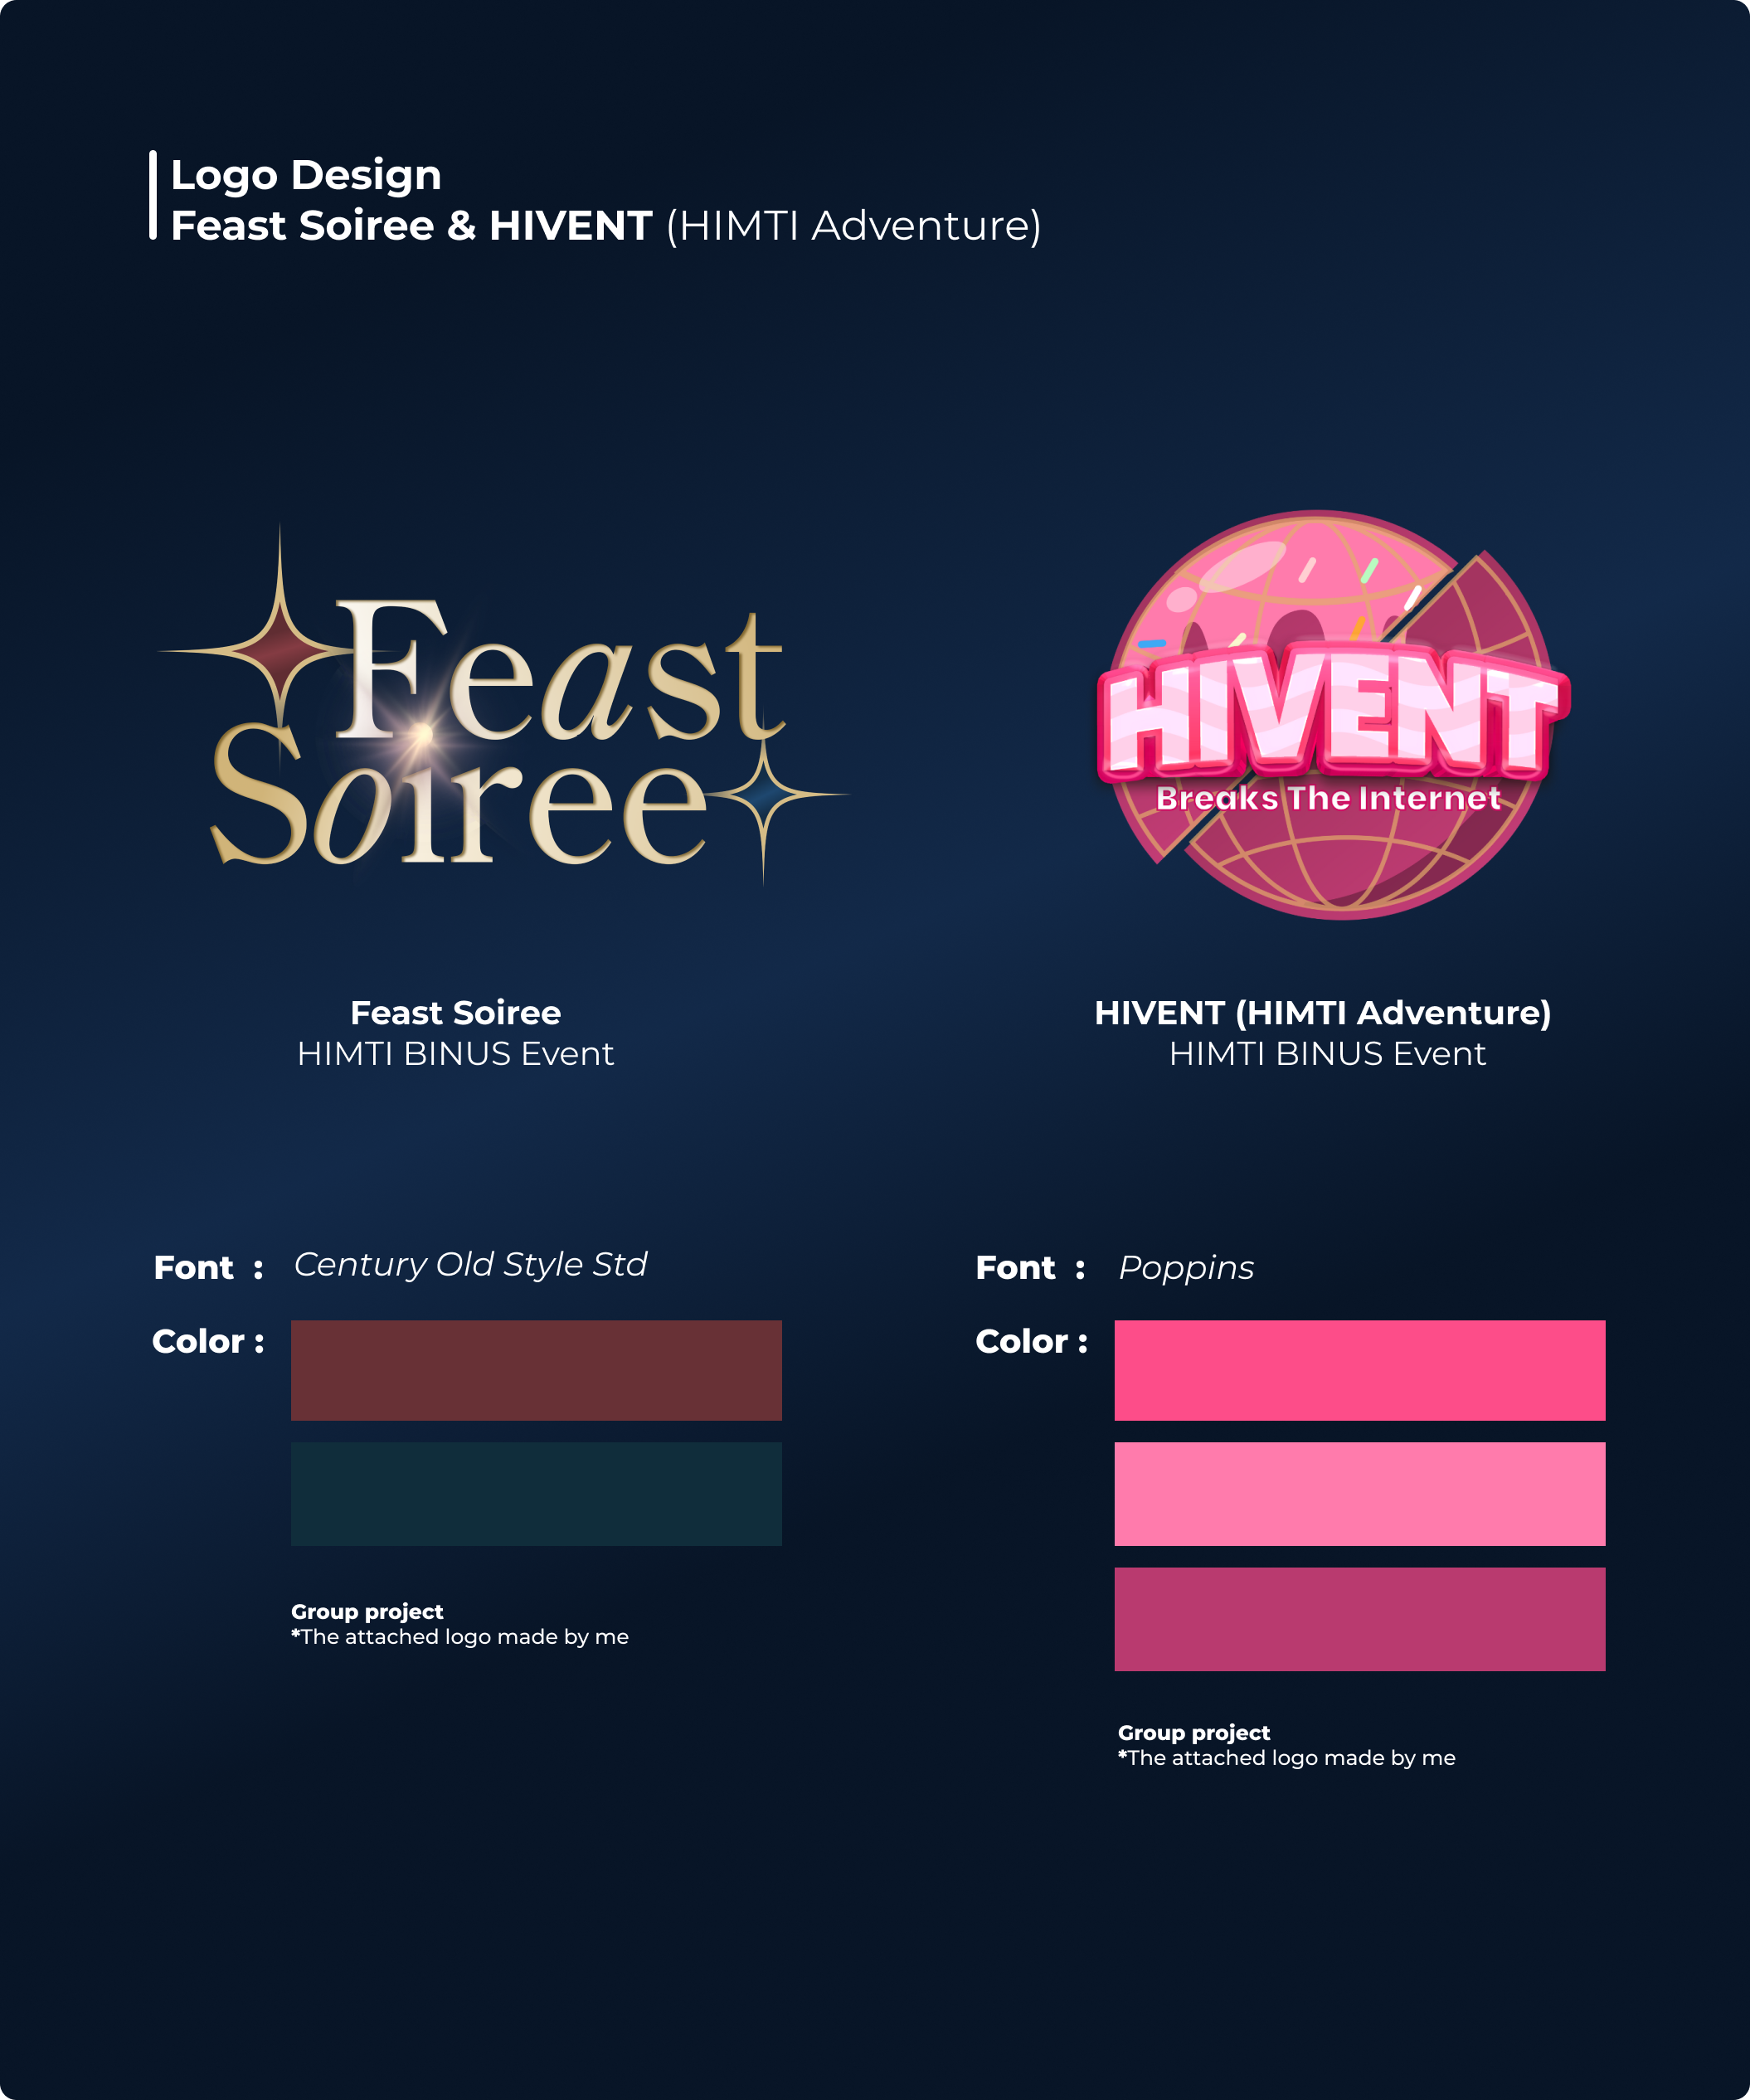 Logo Design
Feast Soiree & HIVENT (HIMTI Adventure)
Feast
Soiree
HIVENT
Breaks The Internet
Feast Soiree
HIMTI BINUS Event
HIVENT (HIMTI Adventure)
HIMTI BINUS Event
Font : Century Old Style Std
Color :
Group project
*The attached logo made by me
Font : Poppins
Color :
Group project
*The attached logo made by me